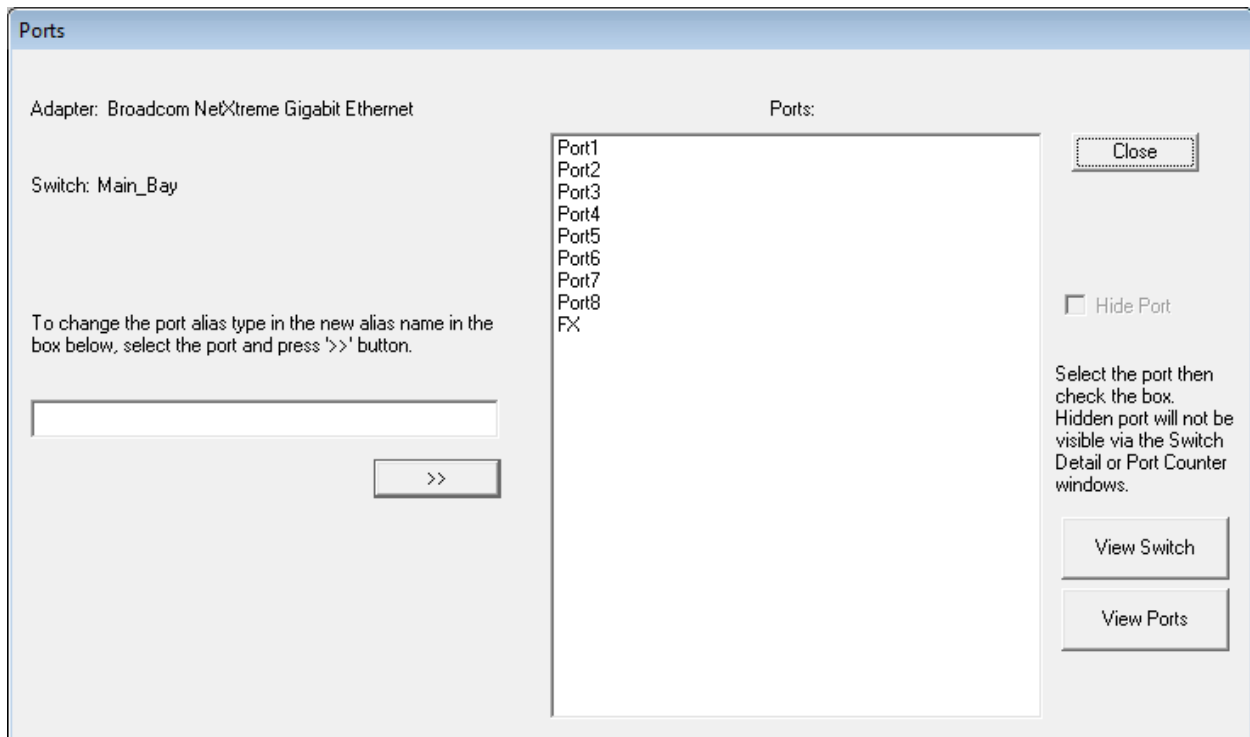 Ports
Adapter: Broadcom NetXtreme Gigabit Ethernet
Switch: Main_Bay
To change the port alias type in the new alias name in the
box below, select the port and press '>>' button.
>>
Ports:
Port1
Port2
Port3
Port4
Port5
Port6
Port7
Port8
FX
Close
Hide Port
Select the port then
check the box.
Hidden port will not be
visible via the Switch
Detail or Port Counter
windows.
View Switch
View Ports